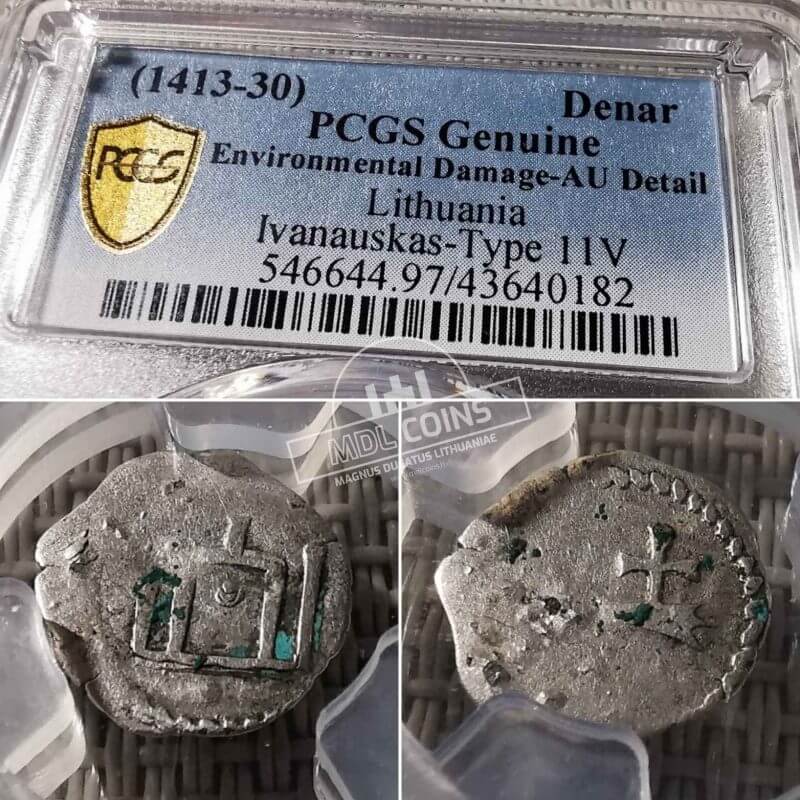 (1413-30) Denar
PCGS Genuine
PCGS
Environmental Damage-AU Detail
Lithuania
Ivanauskas-Type 11V
546644.97/43640182
MDL COINS
MAGNUS DUCATUS LITHUANIAE